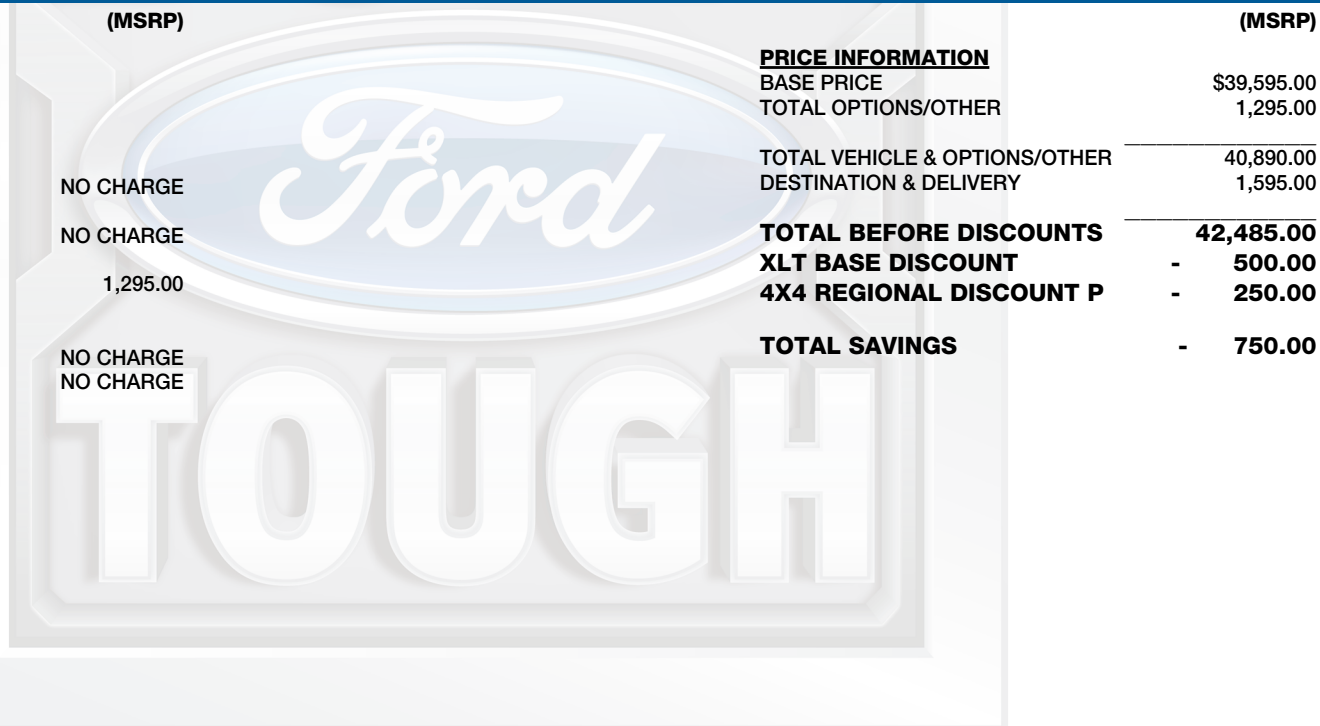 (MSRP)
NO CHARGE
NO CHARGE
1,295.00
NO CHARGE
NO CHARGE
(MSRP)
PRICE INFORMATION
BASE PRICE $39,595.00
TOTAL OPTIONS/OTHER 1,295.00
TOTAL VEHICLE & OPTIONS/OTHER 40,890.00
DESTINATION & DELIVERY 1,595.00
TOTAL BEFORE DISCOUNTS 42,485.00
XLT BASE DISCOUNT - 500.00
4X4 REGIONAL DISCOUNT P - 250.00
TOTAL SAVINGS - 750.00
Ford
TOUGH